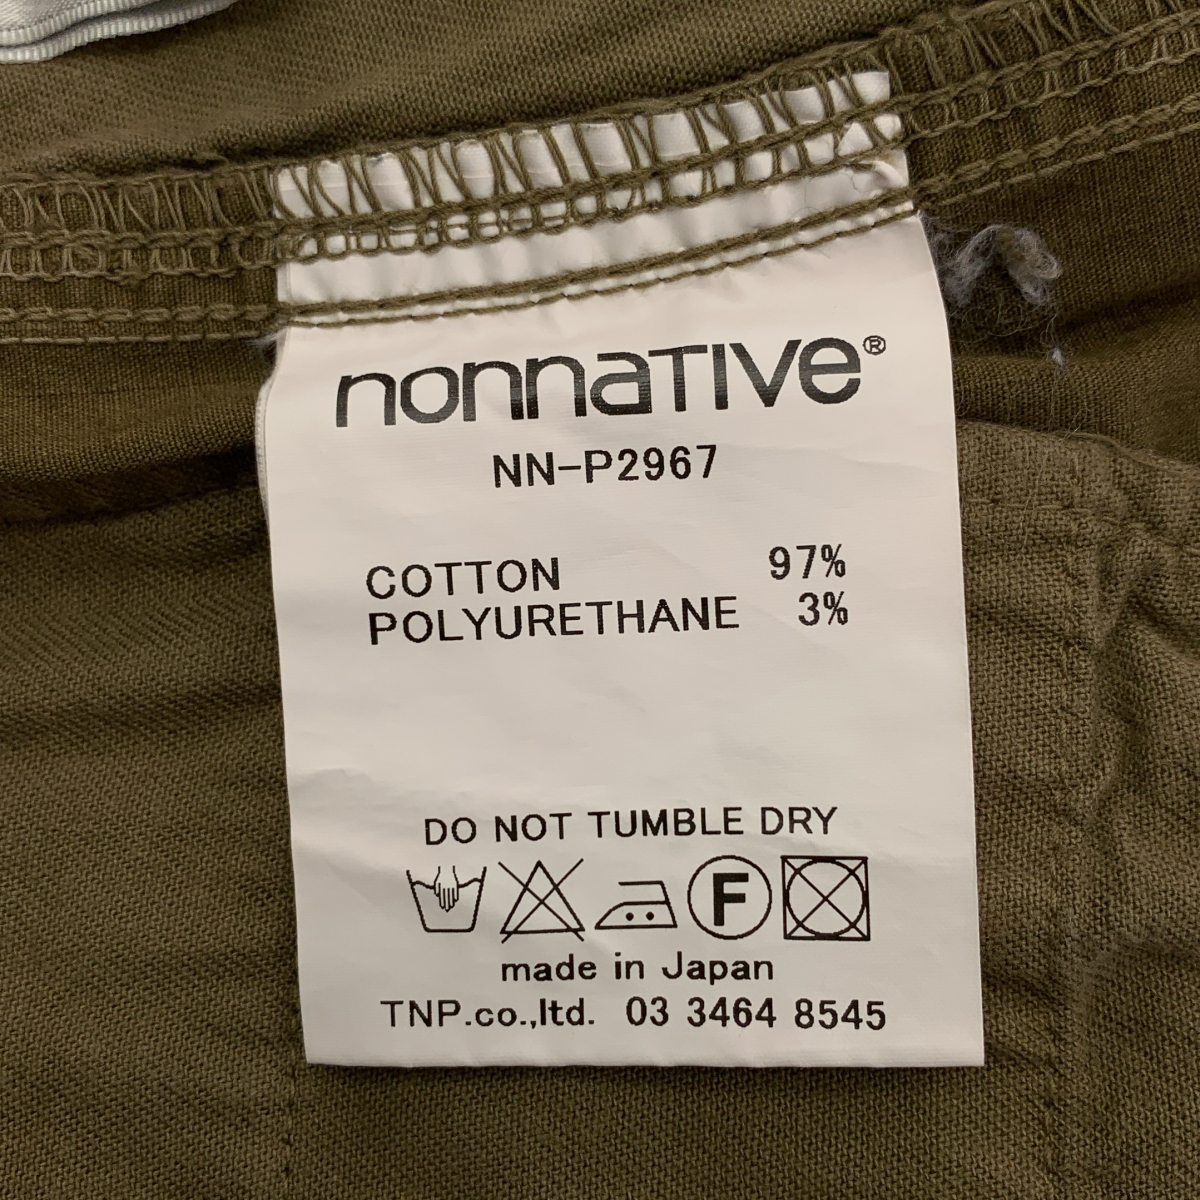 nonnative®
NN-P2967
COTTON 97%
POLYURETHANE 3%
DO NOT TUMBLE DRY
F
made in Japan
TNP.co.,ltd. 03 3464 8545